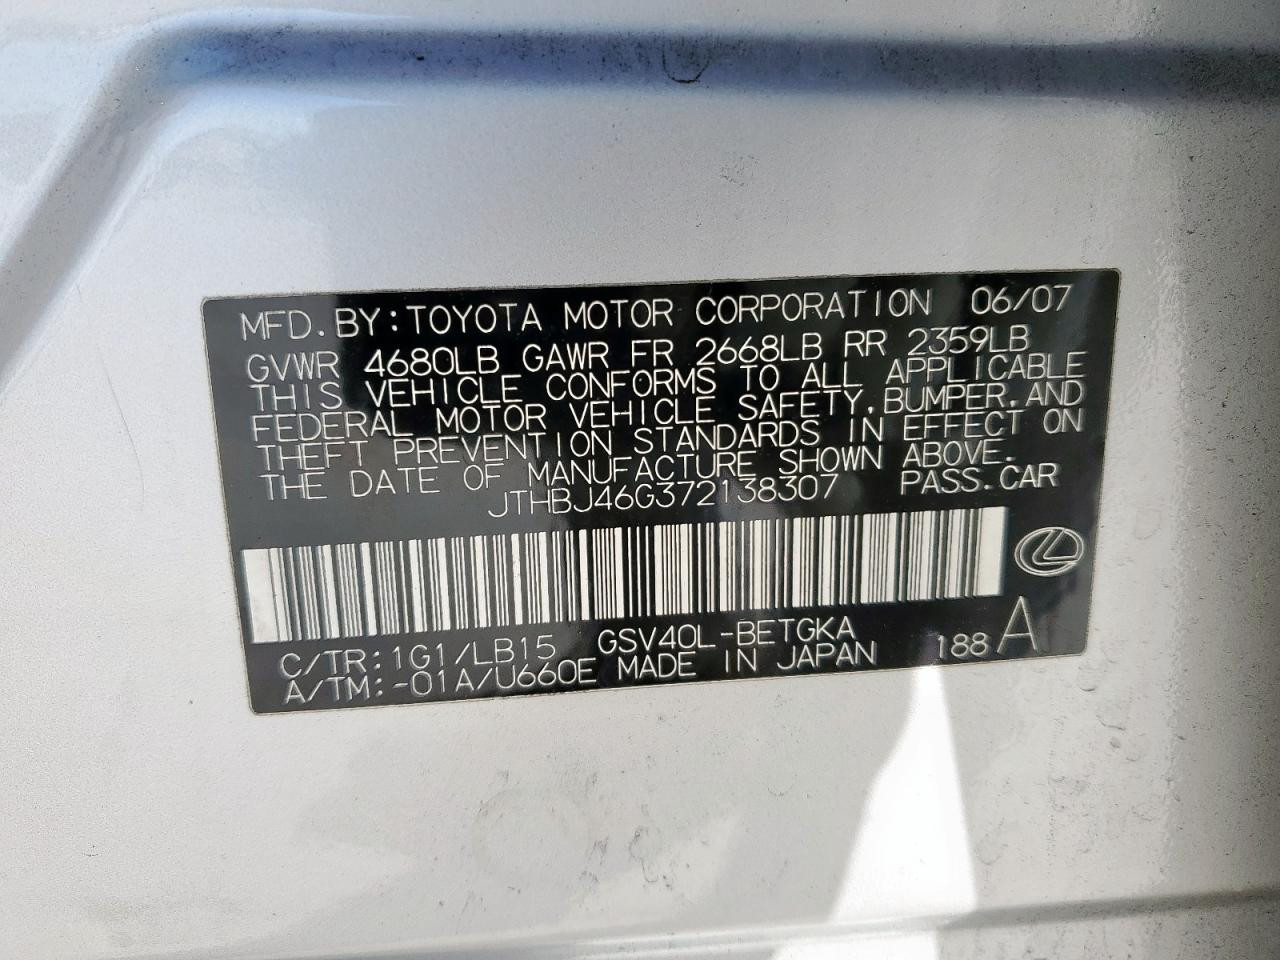 MFD. BY: TOYOTA MOTOR CORPORATION 06/07
GVWR 4680LB GAWR FR 2668LB RR 2359LB
THIS VEHICLE CONFORMS TO ALL APPLICABLE
FEDERAL MOTOR VEHICLE SAFETY, BUMPER, AND
THEFT PREVENTION STANDARDS IN EFFECT ON
THE DATE OF MANUFACTURE SHOWN ABOVE.
JTHBJ46G372138307 PASS. CAR
C/TR: 1G1/LB15 GSV40L-BETGKA
A/TM: -01A/U660E MADE IN JAPAN 188 A